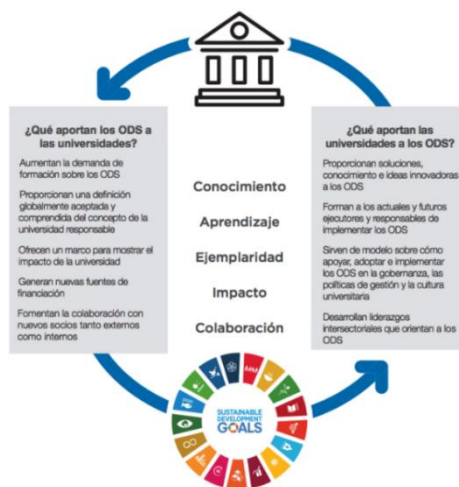 ¿Qué aportan los ODS a
las universidades?
Aumentan la demanda de
formación sobre los ODS
Proporcionan una definición
globalmente aceptada y
comprendida del concepto de la
universidad responsable
Ofrecen un marco para mostrar el
impacto de la universidad
Generan nuevas fuentes de
financiación
Fomentan la colaboración con
nuevos socios tanto externos
como internos
Conocimiento
Aprendizaje
Ejemplaridad
Impacto
Colaboración
¿Qué aportan las
universidades a los ODS?
Proporcionan soluciones,
conocimiento e ideas innovadoras
a los ODS
Forman a los actuales y futuros
ejecutores y responsables de
implementar los ODS
Sirven de modelo sobre cómo
apoyar, adoptar e implementar
los ODS en la gobernanza, las
políticas de gestión y la cultura
universitaria
Desarrollan liderazgos
intersectoriales que orientan a los
ODS
SUSTAINABLE
DEVELOPMENT
GOALS